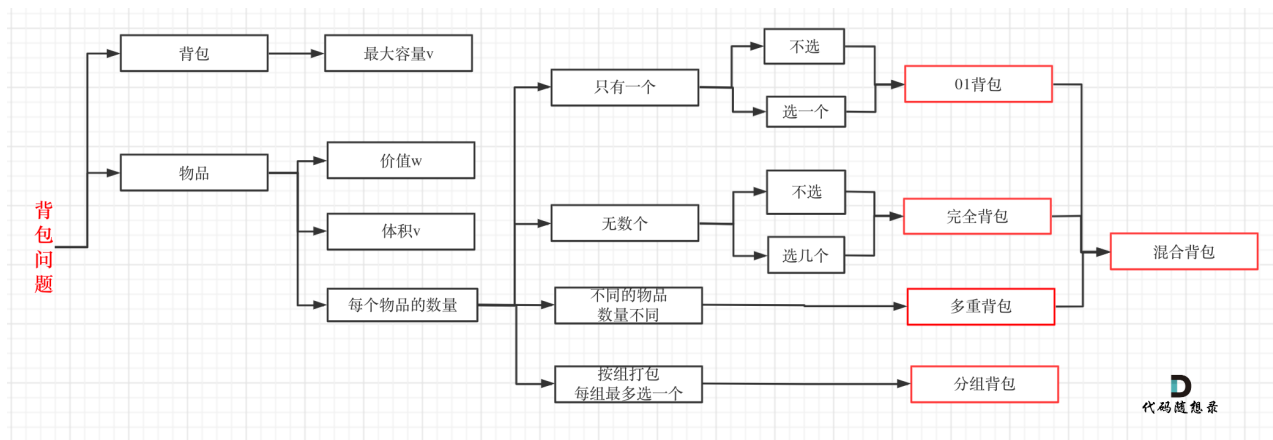 背包问题
背包
最大容量v
物品
价值w
体积v
每个物品的数量
只有一个
不选
选一个
01背包
无数个
不选
选几个
完全背包
不同的物品
数量不同
多重背包
混合背包
按组打包
每组最多选一个
分组背包
代码随想录